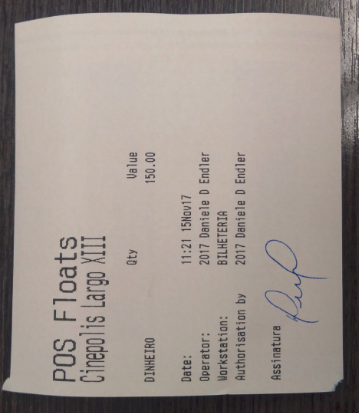 POS Floats
Cinepolis Largo XIII
Qty Value
DINHEIRO 150.00
Date: 11:21 15Nov17
Operator: 2017 Daniele D Endler
Workstation: BILHETERIA
Authorisation by 2017 Daniele D Endler
Assinatura